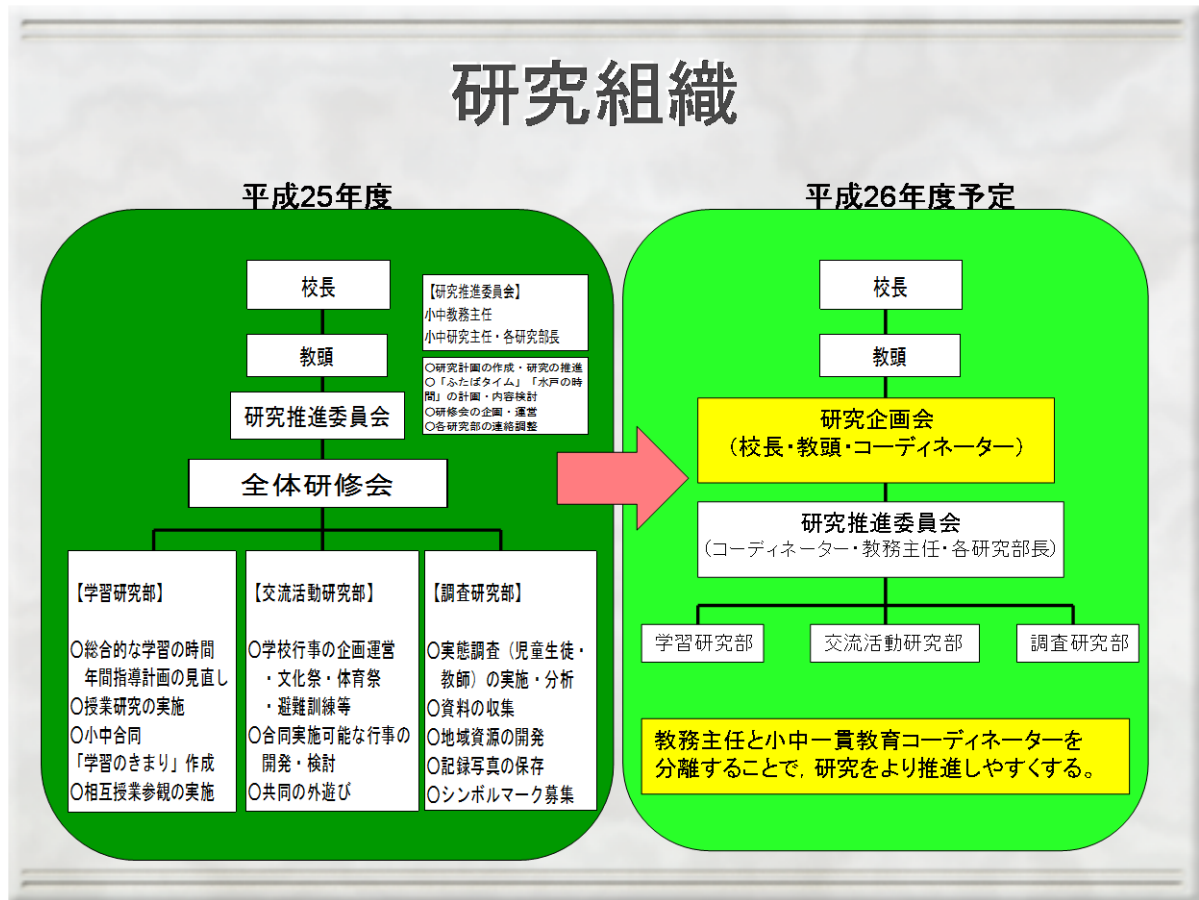 研究組織
平成25年度
校長
教頭
研究推進委員会
全体研修会
【研究推進委員会】
小中教務主任
小中研究主任・各研究部長
○研究計画の作成・研究の推進
○「ふたばタイム」「水戸の時
間」の計画・内容検討
○研修会の企画・運営
○各研究部の連絡調整
【学習研究部】
○総合的な学習の時間
年間指導計画の見直し
○授業研究の実施
○小中合同
「学習のきまり」作成
○相互授業参観の実施
【交流活動研究部】
○学校行事の企画運営
・文化祭・体育祭
・避難訓練等
○合同実施可能な行事の
開発・検討
○共同の外遊び
【調査研究部】
○実態調査（児童生徒・
教師）の実施・分析
○資料の収集
○地域資源の開発
○記録写真の保存
○シンボルマーク募集
平成26年度予定
校長
教頭
研究企画会
（校長・教頭・コーディネーター）
研究推進委員会
（コーディネーター・教務主任・各研究部長）
学習研究部
交流活動研究部
調査研究部
教務主任と小中一貫教育コーディネーターを
分離することで，研究をより推進しやすくする。